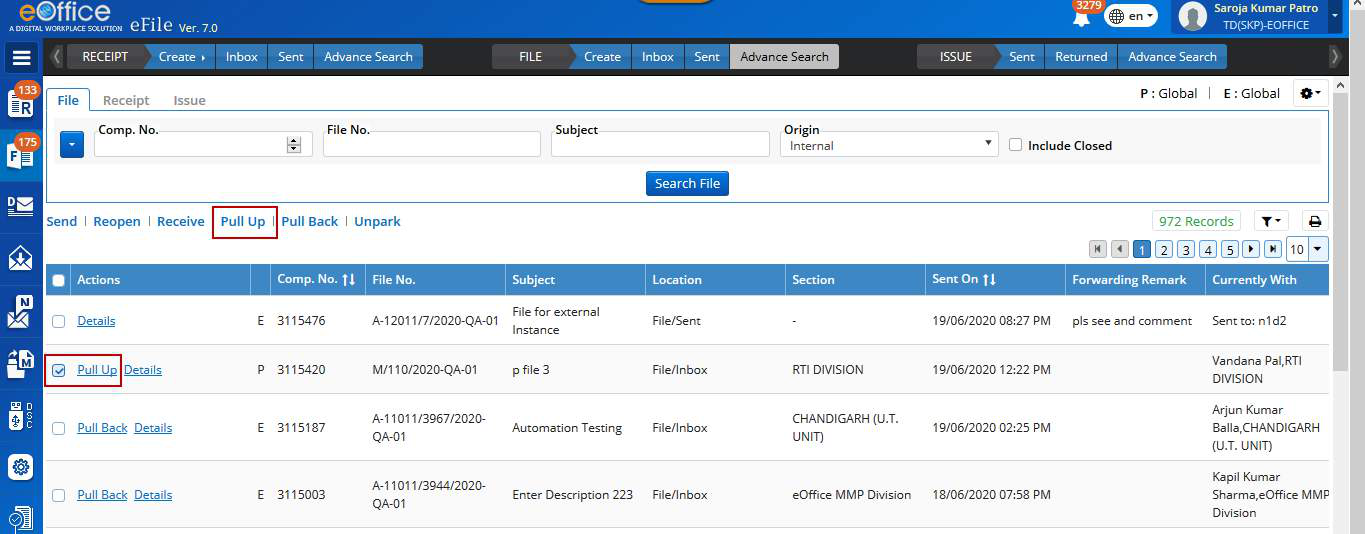 eOffice
A DIGITAL WORKPLACE SOLUTION eFile Ver. 7.0
3279
en
Saroja Kumar Patro
TD(SKP)-EOFFICE
RECEIPT Create Inbox Sent Advance Search FILE Create Inbox Sent Advance Search ISSUE Sent Returned Advance Search
133
R
175
F
D
N
M
DSC
File Receipt Issue
P : Global | E : Global
Comp. No. File No. Subject Origin
Internal
Include Closed
Search File
Send | Reopen | Receive | Pull Up | Pull Back | Unpark
972 Records
1 2 3 4 5 10
Actions Comp. No. File No. Subject Location Section Sent On Forwarding Remark Currently With
Details E 3115476 A-12011/7/2020-QA-01 File for external
Instance File/Sent - 19/06/2020 08:27 PM pls see and comment Sent to: n1d2
Pull Up Details P 3115420 M/110/2020-QA-01 p file 3 File/Inbox RTI DIVISION 19/06/2020 12:22 PM Vandana Pal,RTI
DIVISION
Pull Back Details E 3115187 A-11011/3967/2020-
QA-01 Automation Testing File/Inbox CHANDIGARH (U.T.
UNIT) 19/06/2020 02:25 PM Arjun Kumar
Balla,CHANDIGARH
(U.T. UNIT)
Pull Back Details E 3115003 A-11011/3944/2020-
QA-01 Enter Description 223 File/Inbox eOffice MMP Division 18/06/2020 07:58 PM Kapil Kumar
Sharma,eOffice MMP
Division